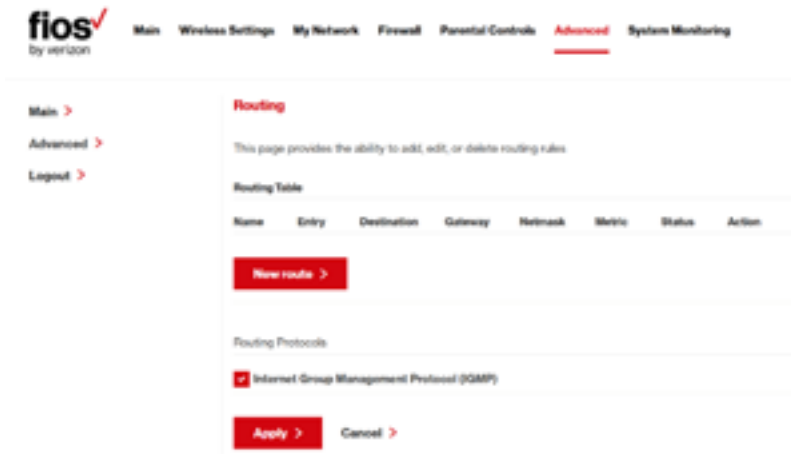 fios
by verizon
Main Wireless Settings My Network Firewall Parental Controls Advanced System Monitoring
Main >
Advanced >
Logout >
Routing
This page provides the ability to add, edit, or delete routing rules
Routing Table
Name Entry Destination Gateway Netmask Metric Status Action
New route >
Routing Protocols
Internet Group Management Protocol (IGMP)
Apply > Cancel >